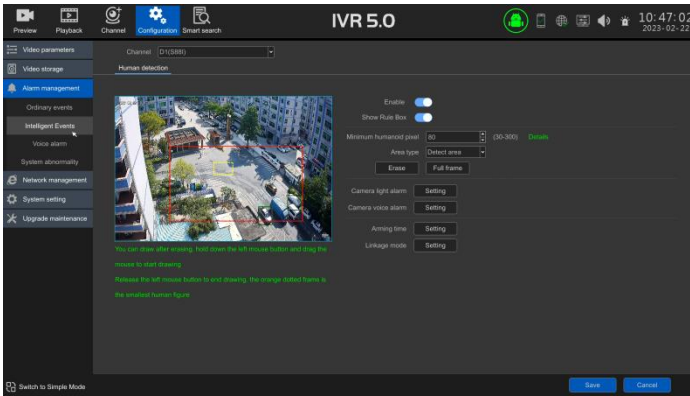 Preview
Playback
Channel
Configuration
Smart search
IVR 5.0
10:47:02
2023-02-22
Video parameters
Video storage
Alarm management
Ordinary events
Intelligent Events
Voice alarm
System abnormality
Network management
System setting
Upgrade maintenance
Switch to Simple Mode
Channel
Human detection
Enable
Show Rule Box
Minimum humanoid pixel 60 (30-300) Details
Area type Detect area
Erase Full frame
Camera light alarm Setting
Camera voice alarm Setting
Arming time Setting
Linkage mode Setting
You can draw after erasing, hold down the left mouse button and drag the
mouse to start drawing
Release the left mouse button to end drawing, the orange dotted frame is
the smallest human figure
Save
Cancel